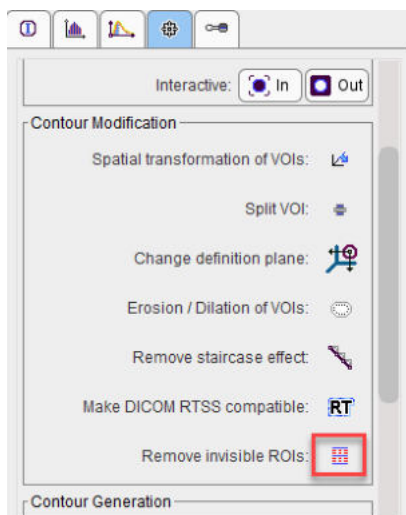 Interactive: In Out
Contour Modification
Spatial transformation of VOIs:
Split VOI:
Change definition plane:
Erosion / Dilation of VOIs:
Remove staircase effect:
Make DICOM RTSS compatible: RT
Remove invisible ROIs:
Contour Generation